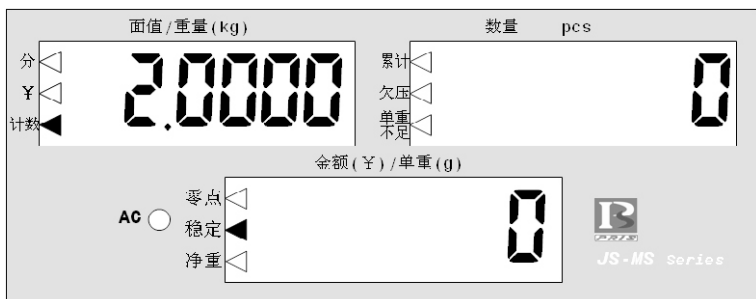 面值/重量(kg)
数量 pcs
分
¥
计数
2.0000
累计
欠压
单重
不足
0
金额(¥)/单重(g)
AC
零点
稳定
净重
0
JS-MS Series